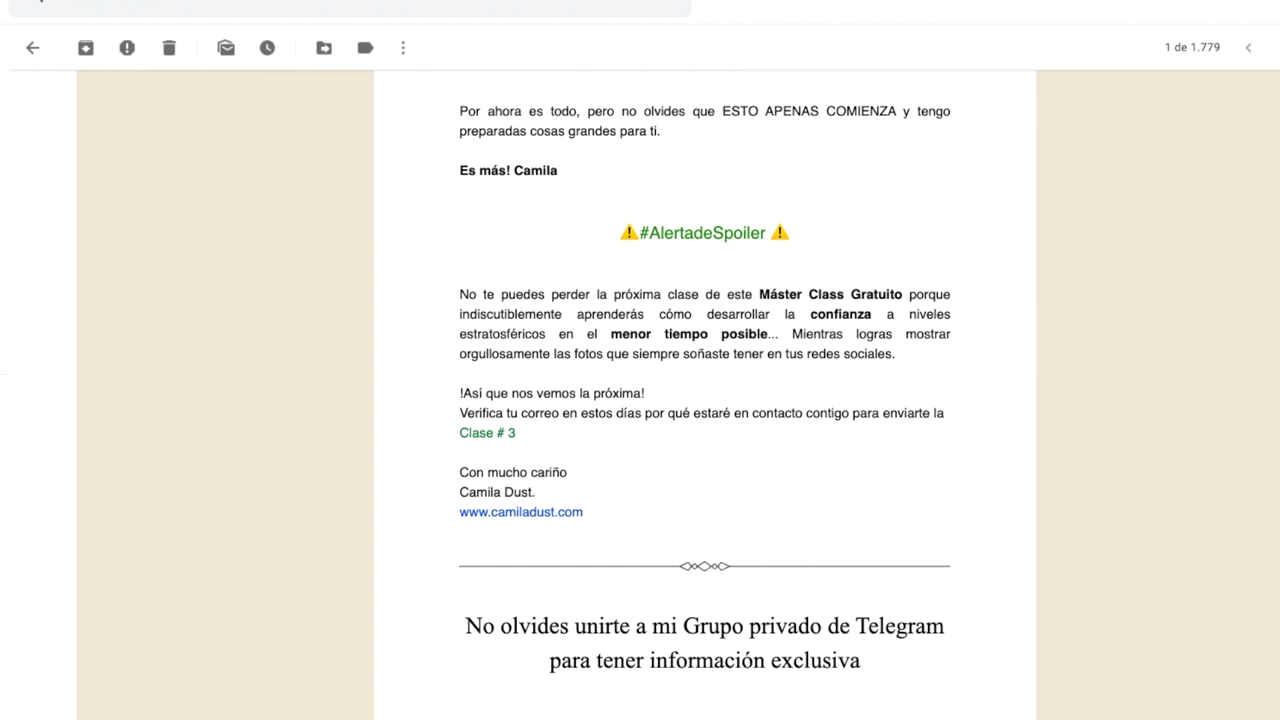 1 de 1.779
Por ahora es todo, pero no olvides que ESTO APENAS COMIENZA y tengo
preparadas cosas grandes para ti.
Es más! Camila
⚠️#AlertadeSpoiler ⚠️
No te puedes perder la próxima clase de este Máster Class Gratuito porque
indiscutiblemente aprenderás cómo desarrollar la confianza a niveles
estratosféricos en el menor tiempo posible... Mientras logras mostrar
orgullosamente las fotos que siempre soñaste tener en tus redes sociales.
!Así que nos vemos la próxima!
Verifica tu correo en estos días por qué estaré en contacto contigo para enviarte la
Clase # 3
Con mucho cariño
Camila Dust.
www.camiladust.com
No olvides unirte a mi Grupo privado de Telegram
para tener información exclusiva